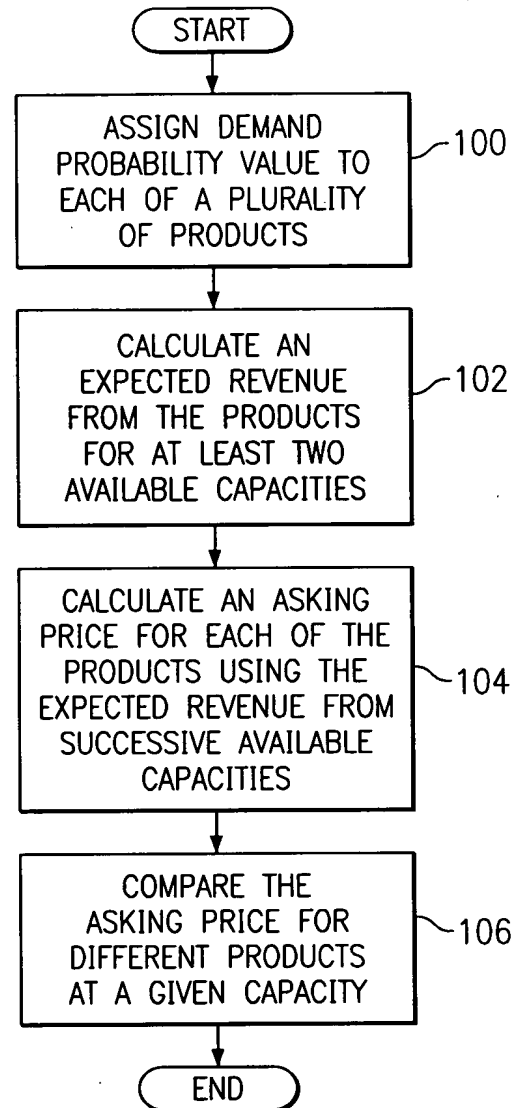 START
ASSIGN DEMAND
PROBABILITY VALUE TO
EACH OF A PLURALITY
OF PRODUCTS
100
CALCULATE AN
EXPECTED REVENUE
FROM THE PRODUCTS
FOR AT LEAST TWO
AVAILABLE CAPACITIES
102
CALCULATE AN ASKING
PRICE FOR EACH OF THE
PRODUCTS USING THE
EXPECTED REVENUE FROM
SUCCESSIVE AVAILABLE
CAPACITIES
104
COMPARE THE
ASKING PRICE FOR
DIFFERENT PRODUCTS
AT A GIVEN CAPACITY
106
END